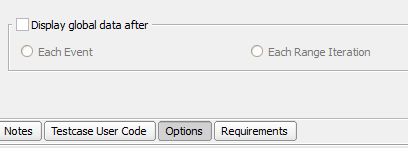 Display global data after
Each Event Each Range Iteration
Notes Testcase User Code Options Requirements